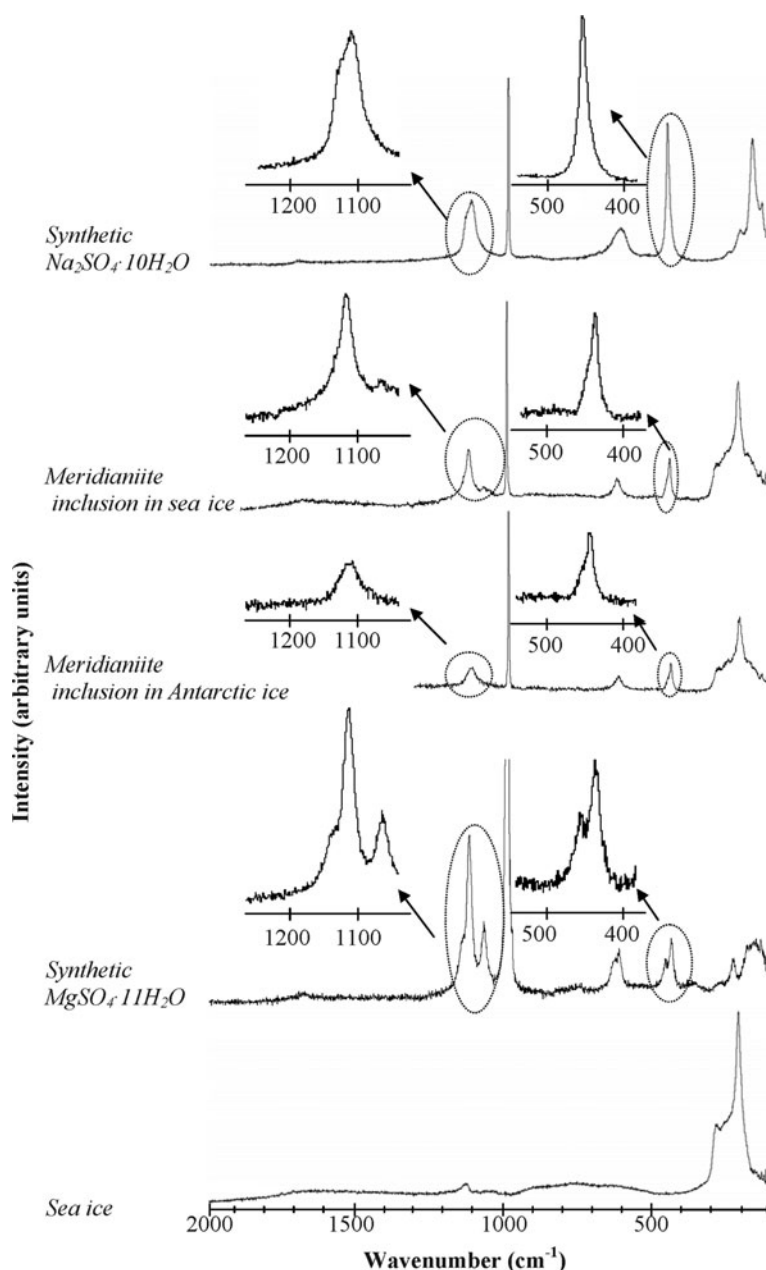 1200 1100
500 400
Synthetic
Na₂SO₄·10H₂O
1200 1100
500 400
Meridianiite
inclusion in sea ice
1200 1100
500 400
Meridianiite
inclusion in Antarctic ice
Intensity (arbitrary units)
1200 1100
500 400
Synthetic
MgSO₄·11H₂O
Sea ice
2000 1500 1000 500
Wavenumber (cm⁻¹)